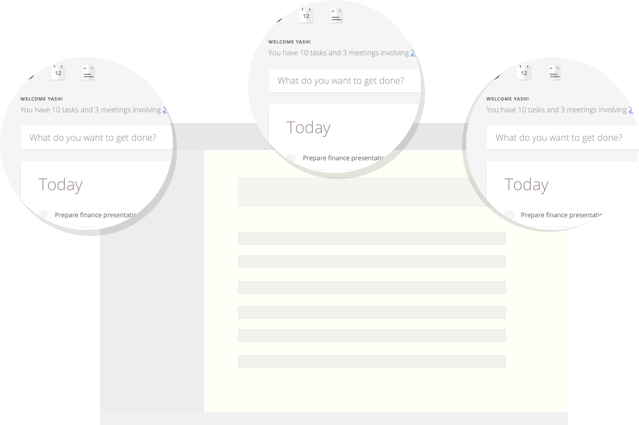 12
WELCOME YASH!
You have 10 tasks and 3 meetings involving 2
What do you want to get done?
Today
Prepare finance
12
WELCOME YASH!
You have 10 tasks and 3 meetings involving 2
What do you want to get done?
Today
Prepare finance
12
WELCOME YASH!
You have 10 tasks and 3 meetings involving 2
What do you want to get done?
Today
Prepare finance